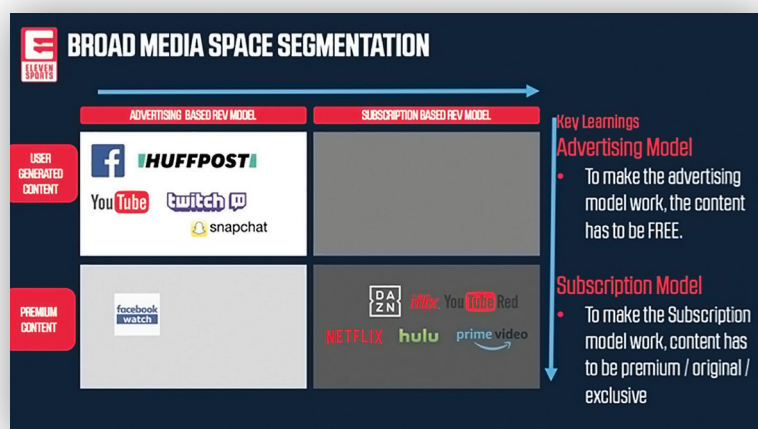 ELEVEN
SPORTS
BROAD MEDIA SPACE SEGMENTATION
ADVERTISING BASED REV MODEL
SUBSCRIPTION BASED REV MODEL
USER
GENERATED
CONTENT
f
HUFFPOST
YouTube
twitch
snapchat
PREMIUM
CONTENT
facebook
watch
DA
ZN
YouTube Red
NETFLIX
hulu
prime video
Key Learnings
Advertising Model
• To make the advertising
model work, the content
has to be FREE.
Subscription Model
• To make the Subscription
model work, content has
to be premium / original /
exclusive